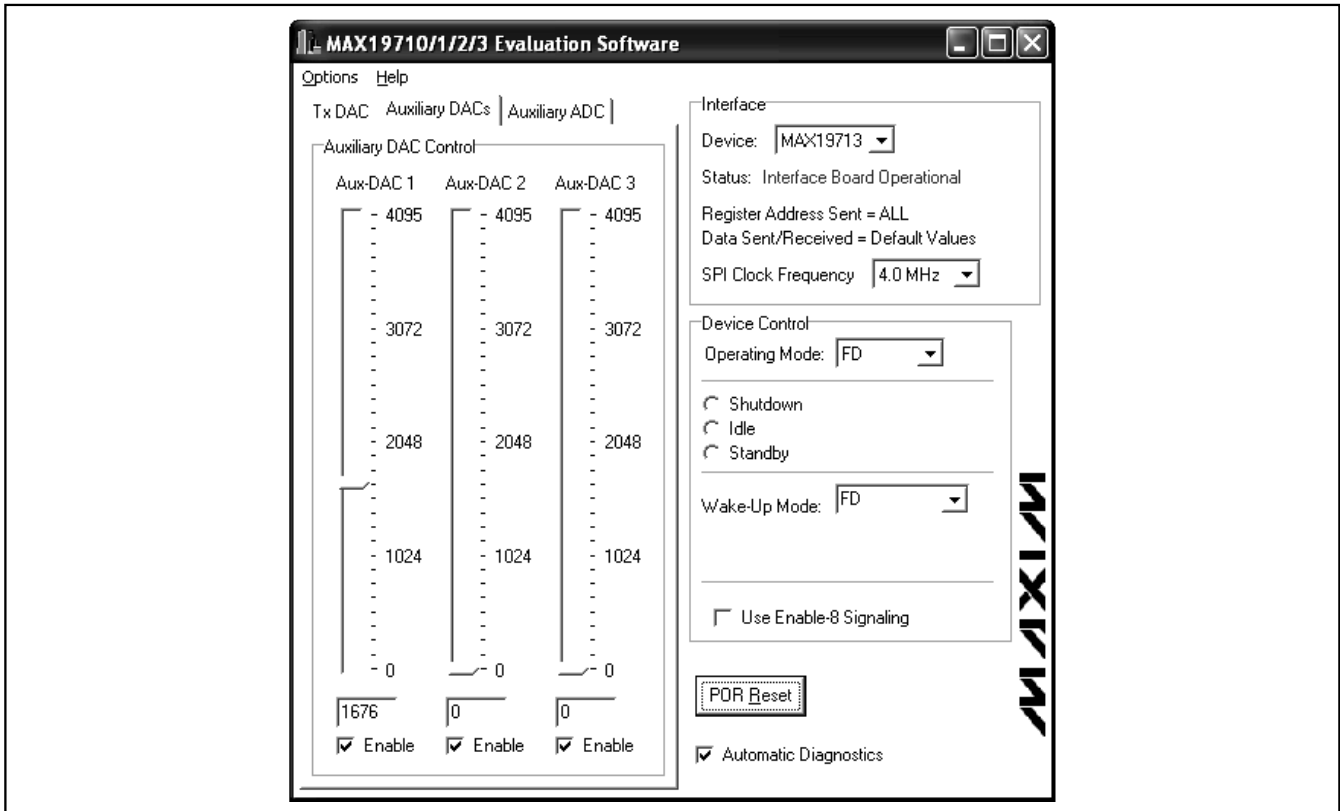 MAX19710/1/2/3 Evaluation Software
Options Help
Tx DAC Auxiliary DACs Auxiliary ADC
Auxiliary DAC Control
Aux-DAC 1 Aux-DAC 2 Aux-DAC 3
4095 4095 4095
3072 3072 3072
2048 2048 2048
1024 1024 1024
0 0 0
1676 0 0
Enable Enable Enable
Interface
Device: MAX19713
Status: Interface Board Operational
Register Address Sent = ALL
Data Sent/Received = Default Values
SPI Clock Frequency 4.0 MHz
Device Control
Operating Mode: FD
Shutdown
Idle
Standby
Wake-Up Mode: FD
Use Enable-8 Signaling
POR Reset
Automatic Diagnostics
MAXIM